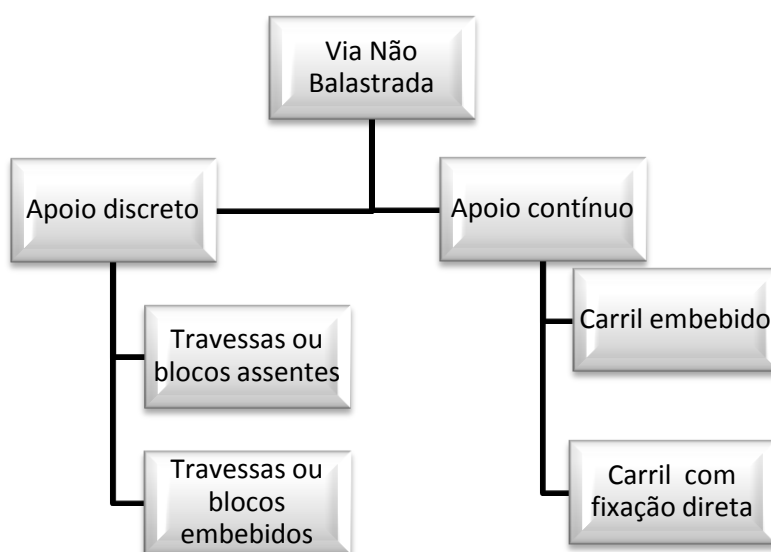 Via Não
Balastrada
Apoio discreto
Apoio contínuo
Travessas ou
blocos assentes
Travessas ou
blocos
embebidos
Carril embebido
Carril com
fixação direta